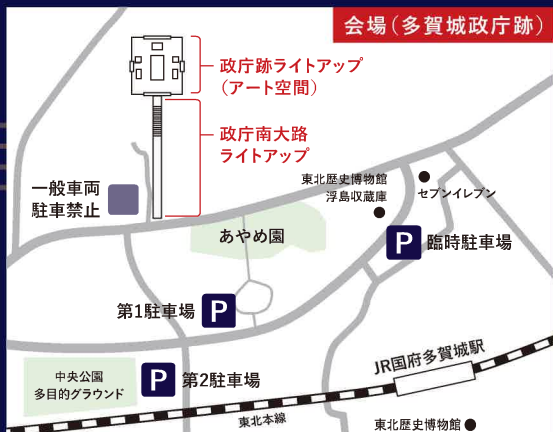 会場(多賀城政庁跡)
政庁跡ライトアップ
(アート空間)
政庁南大路
ライトアップ
一般車両
駐車禁止
東北歴史博物館
浮島収蔵庫
セブンイレブン
あやめ園
P 臨時駐車場
第1駐車場 P
JR国府多賀城駅
中央公園
多目的グラウンド
P 第2駐車場
東北本線
東北歴史博物館